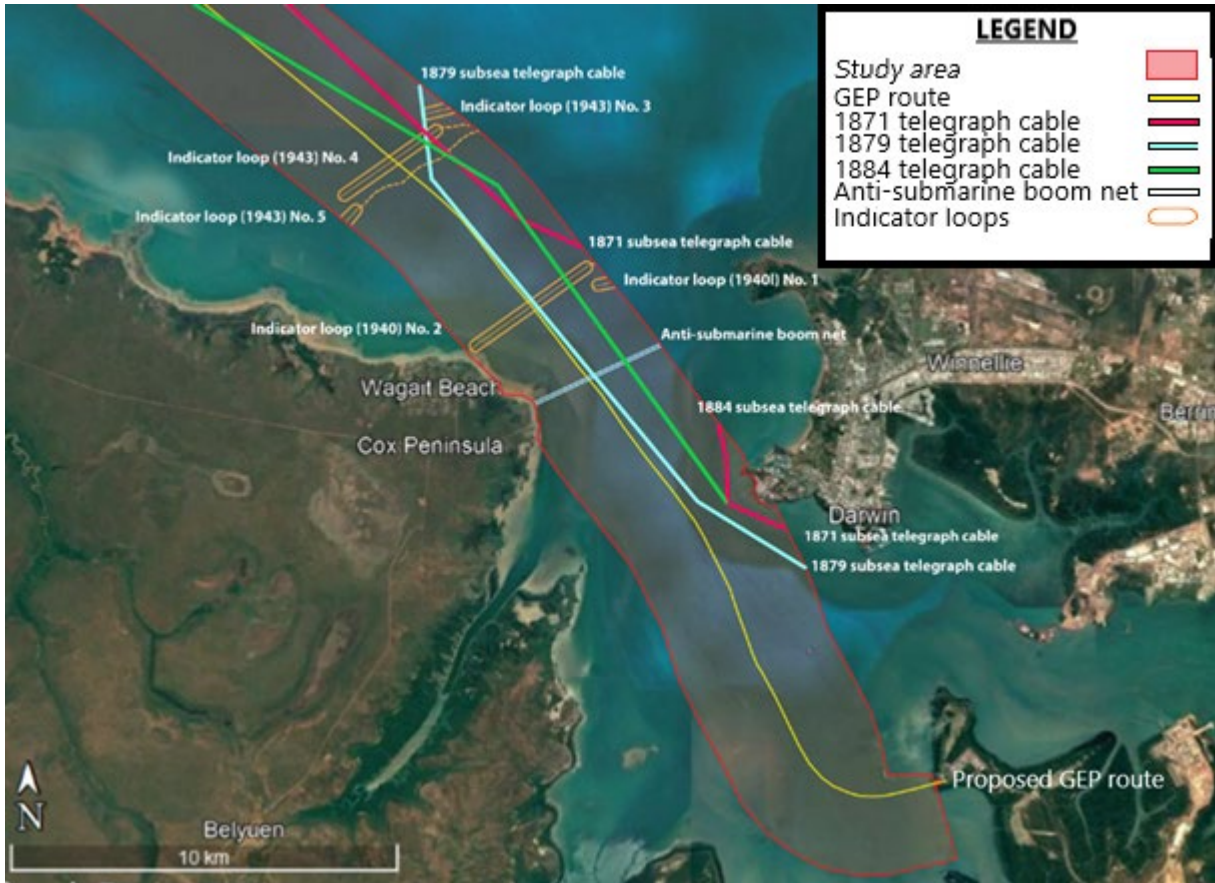 LEGEND
Study area
GEP route
1871 telegraph cable
1879 telegraph cable
1884 telegraph cable
Anti-submarine boom net
Indicator loops
1879 subsea telegraph cable
Indicator loop (1943) No. 3
Indicator loop (1943) No. 4
Indicator loop (1943) No. 5
1871 subsea telegraph cable
Indicator loop (1940l) No. 1
Indicator loop (1940) No. 2
Anti-submarine boom net
Winnellie
Wagait Beach
1884 subsea telegraph cable
Cox Peninsula
Darwin
1871 subsea telegraph cable
1879 subsea telegraph cable
Proposed GEP route
N
Belyuen
10 km